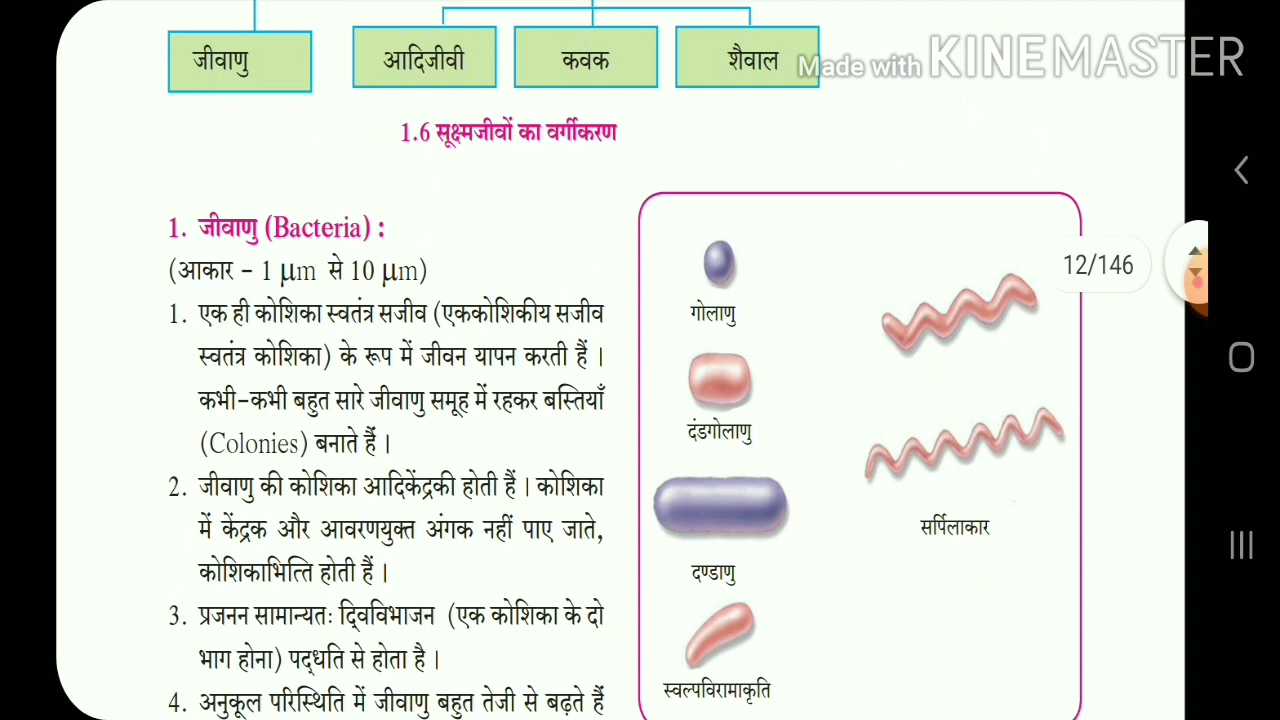 जीवाणु
आदिजीवी
कवक
शैवाल
Made with KINEMASTER
1.6 सूक्ष्मजीवों का वर्गीकरण
1. जीवाणु (Bacteria) :
(आकार - 1 μm से 10 μm)
1. एक ही कोशिका स्वतंत्र सजीव (एककोशिकीय सजीव
स्वतंत्र कोशिका) के रूप में जीवन यापन करती हैं ।
कभी-कभी बहुत सारे जीवाणु समूह में रहकर बस्तियाँ
(Colonies) बनाते हैं ।
2. जीवाणु की कोशिका आदिकेंद्रकी होती हैं । कोशिका
में केंद्रक और आवरणयुक्त अंगक नहीं पाए जाते,
कोशिकाभित्ति होती हैं ।
3. प्रजनन सामान्यतः द्विविभाजन (एक कोशिका के दो
भाग होना) पद्धति से होता है ।
4. अनुकूल परिस्थिति में जीवाणु बहुत तेजी से बढ़ते हैं
गोलाणु
दंडगोलाणु
दण्डाणु
स्वल्पविरामाकृति
सर्पिलाकार
12/146